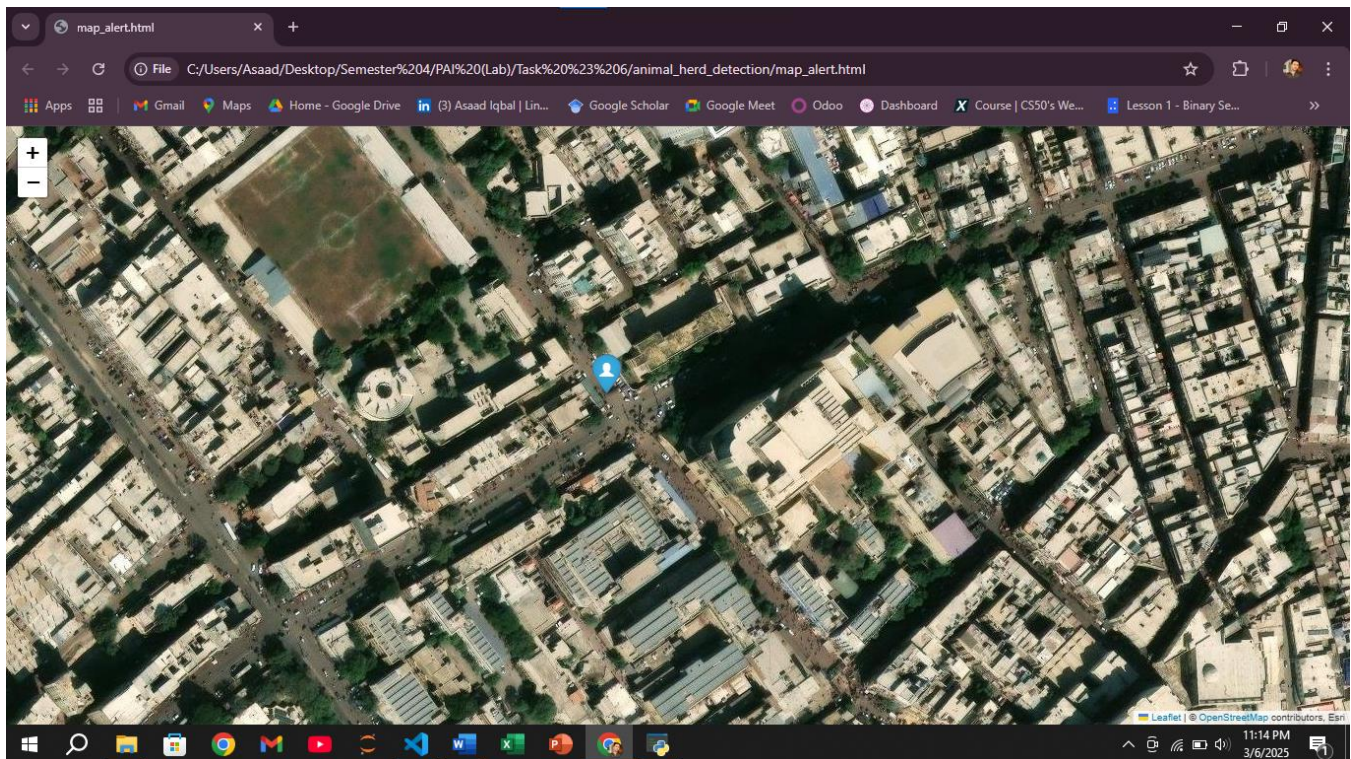 map_alert.html
File C:/Users/Asaad/Desktop/Semester%204/PAI%20(Lab)/Task%20%23%206/animal_herd_detection/map_alert.html
Apps Gmail Maps Home - Google Drive (3) Asaad Iqbal | Lin... Google Scholar Google Meet Odoo Dashboard Course | CS50's We... Lesson 1 - Binary Se... »
+
−
Leaflet | © OpenStreetMap contributors, Esri
11:14 PM
3/6/2025